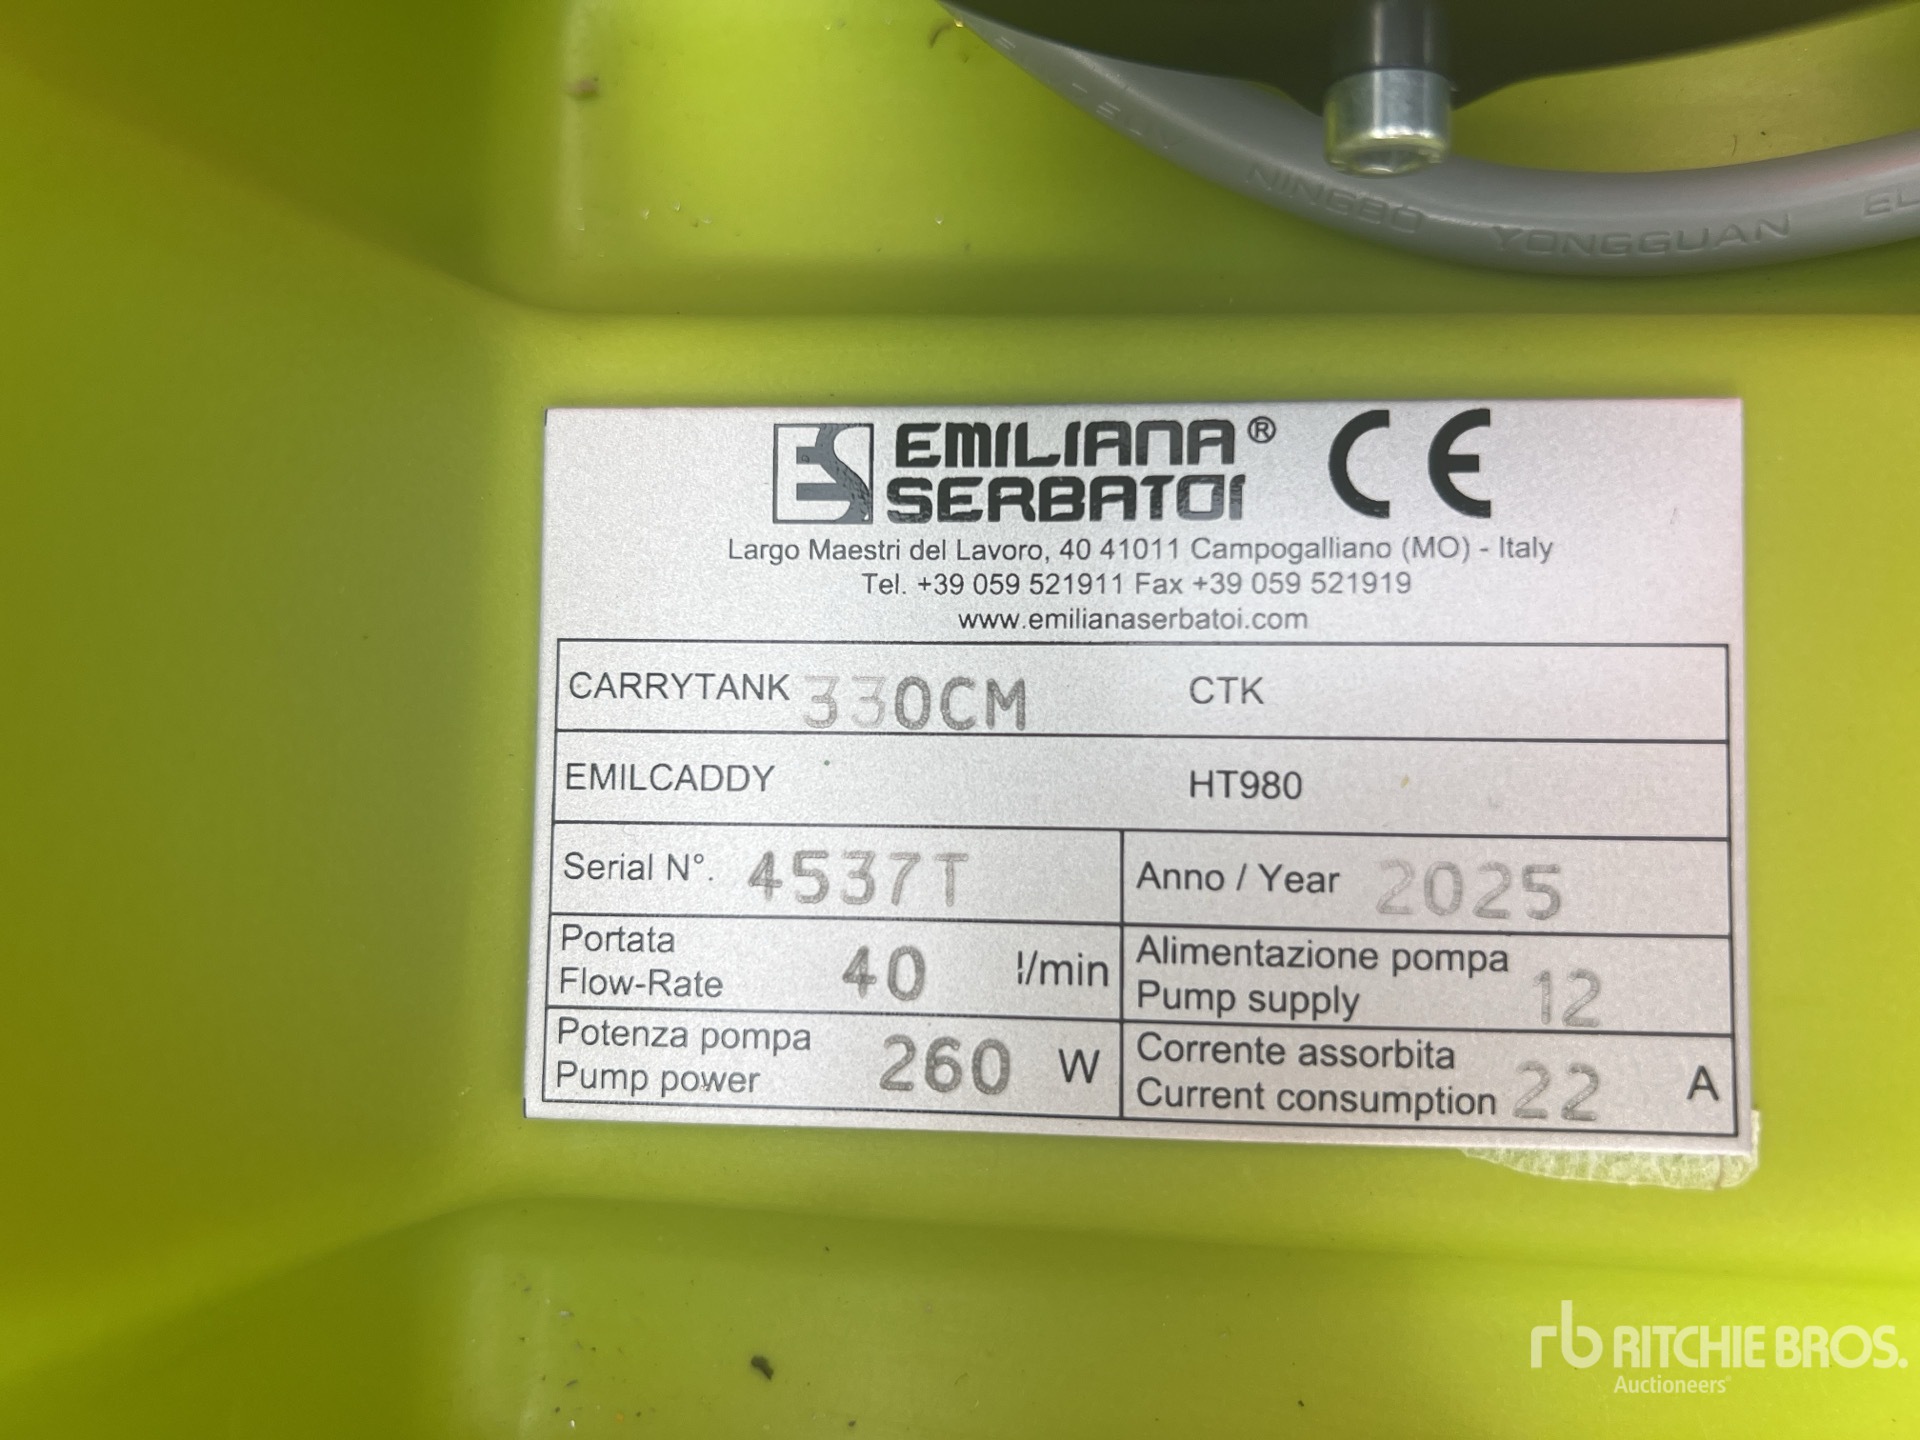 NINGBO YONGGUAN EL
ES EMILIANA® CE
SERBATOI
Largo Maestri del Lavoro, 40 41011 Campogalliano (MO) - Italy
Tel. +39 059 521911 Fax +39 059 521919
www.emilianaserbatoi.com
CARRYTANK 330CM CTK
EMILCADDY HT980
Serial N°. 4537T Anno / Year 2025
Portata
Flow-Rate 40 l/min
Alimentazione pompa
Pump supply 12
Potenza pompa
Pump power 260 W
Corrente assorbita
Current consumption 22 A
rb RITCHIE BROS.
Auctioneers